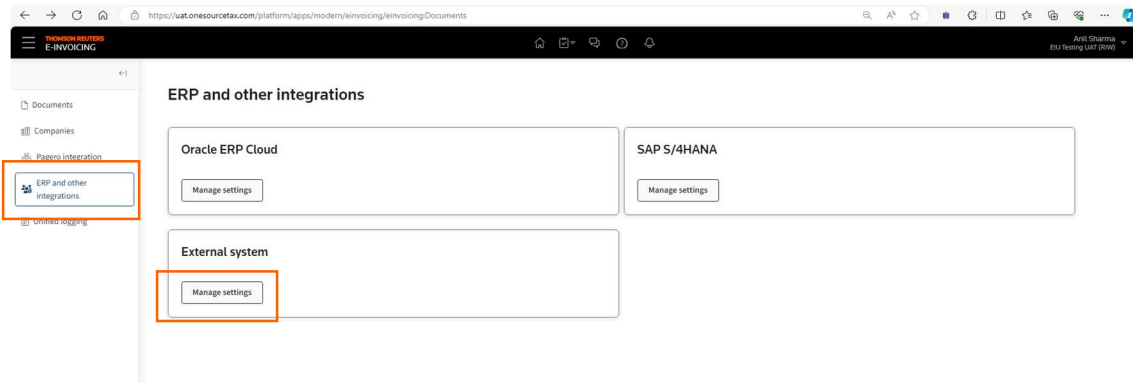 https://uat.onesourcetax.com/platform/apps/modern/einvoicing/einvoicing:Documents
THOMSON REUTERS
E-INVOICING
Anil Sharma
EIU Testing UAT (RIW)
Documents
Companies
Pagero integration
ERP and other
integrations
Unified logging
ERP and other integrations
Oracle ERP Cloud
Manage settings
SAP S/4HANA
Manage settings
External system
Manage settings